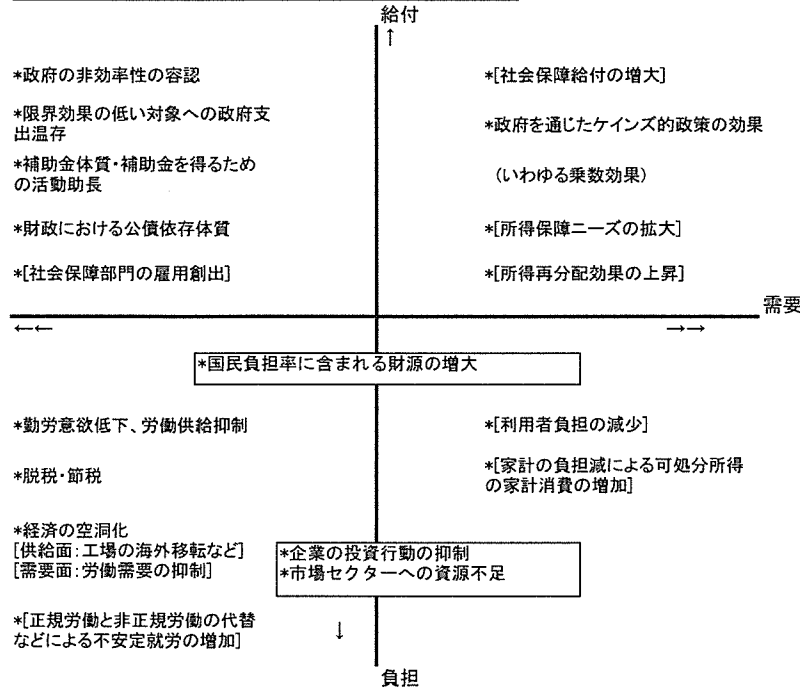 給付
↑
*政府の非効率性の容認
*限界効果の低い対象への政府支
出温存
*補助金体質・補助金を得るため
の活動助長
*財政における公債依存体質
*[社会保障部門の雇用創出]
*[社会保障給付の増大]
*政府を通じたケインズ的政策の効果
(いわゆる乗数効果)
*[所得保障ニーズの拡大]
*[所得再分配効果の上昇]
需要
←←
→→
*国民負担率に含まれる財源の増大
*勤労意欲低下、労働供給抑制
*脱税・節税
*経済の空洞化
[供給面:工場の海外移転など]
[需要面:労働需要の抑制]
*[正規労働と非正規労働の代替
などによる不安定就労の増加]
*[利用者負担の減少]
*[家計の負担減による可処分所得
の家計消費の増加]
*企業の投資行動の抑制
*市場セクターへの資源不足
↓
負担